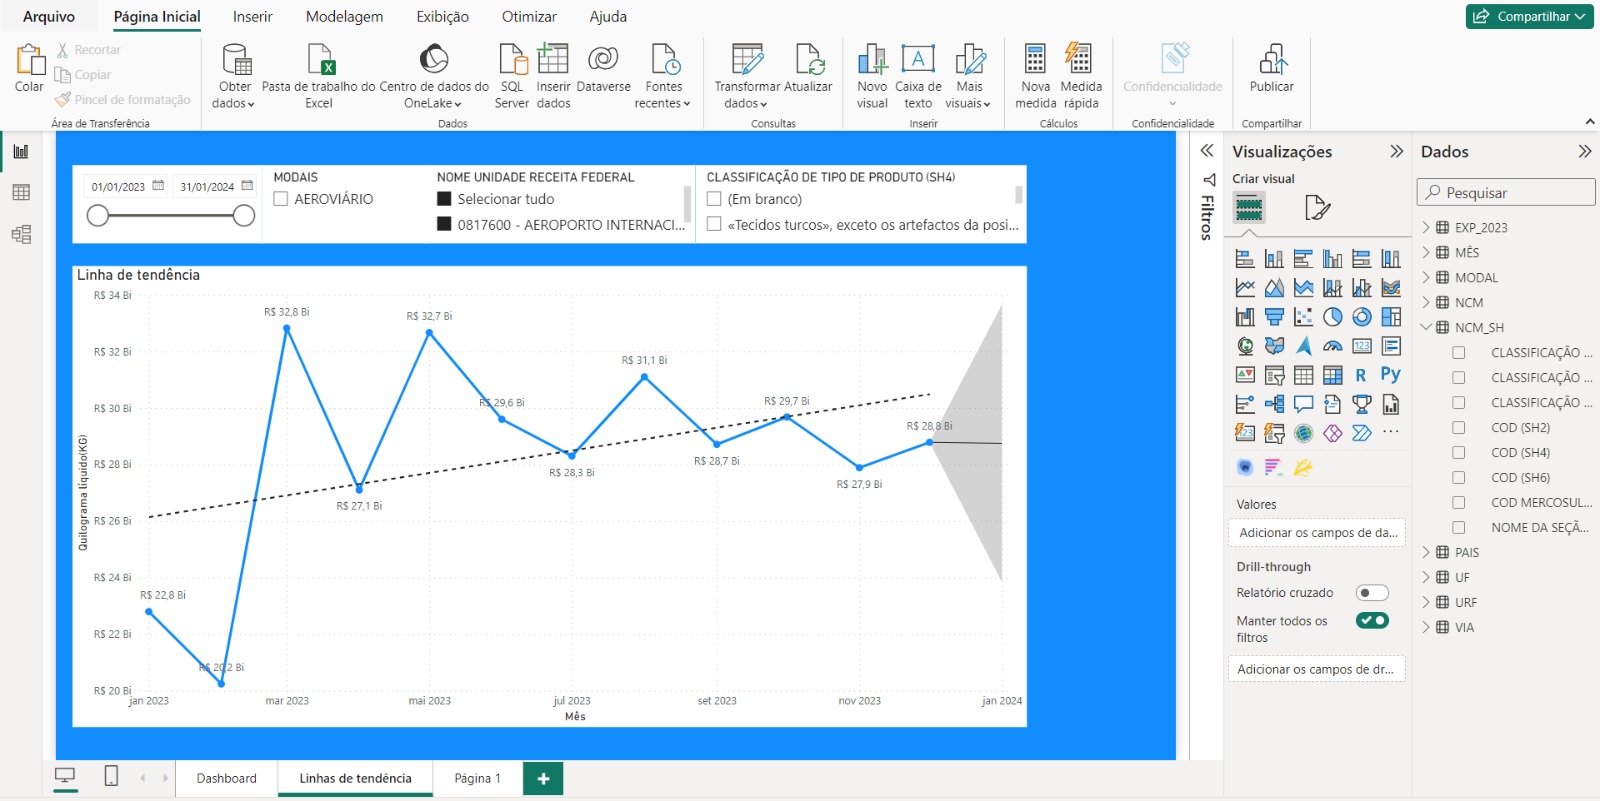 Arquivo
Página Inicial
Inserir
Modelagem
Exibição
Otimizar
Ajuda
Compartilhar
Colar
Recortar
Copiar
Pincel de formatação
Área de Transferência
Obter dados
Pasta de trabalho do Excel
Centro de dados do OneLake
SQL Server
Inserir dados
Dataverse
Fontes recentes
Dados
Transformar dados
Atualizar
Consultas
Novo visual
Caixa de texto
Mais visuais
Inserir
Nova medida
Medida rápida
Cálculos
Confidencialidade
Confidencialidade
Publicar
Compartilhar
01/01/2023
31/01/2024
MODAIS
AEROVIÁRIO
NOME UNIDADE RECEITA FEDERAL
Selecionar tudo
0817600 - AEROPORTO INTERNACI...
CLASSIFICAÇÃO DE TIPO DE PRODUTO (SH4)
(Em branco)
«Tecidos turcos», exceto os artefactos da posi...
Linha de tendência
Quilograma líquido(KG)
R$ 34 Bi
R$ 32 Bi
R$ 30 Bi
R$ 28 Bi
R$ 26 Bi
R$ 24 Bi
R$ 22 Bi
R$ 20 Bi
R$ 22,8 Bi
R$ 20,2 Bi
R$ 32,8 Bi
R$ 27,1 Bi
R$ 32,7 Bi
R$ 29,6 Bi
R$ 28,3 Bi
R$ 31,1 Bi
R$ 28,7 Bi
R$ 29,7 Bi
R$ 27,9 Bi
R$ 28,8 Bi
jan 2023
mar 2023
mai 2023
jul 2023
set 2023
nov 2023
jan 2024
Mês
Filtros
Visualizações
Criar visual
123
R
Py
123
Valores
Adicionar os campos de da...
Drill-through
Relatório cruzado
Manter todos os
filtros
Adicionar os campos de dr...
Dados
Pesquisar
EXP_2023
MÊS
MODAL
NCM
NCM_SH
CLASSIFICAÇÃO ...
CLASSIFICAÇÃO ...
CLASSIFICAÇÃO ...
COD (SH2)
COD (SH4)
COD (SH6)
COD MERCOSUL...
NOME DA SEÇÃ...
PAIS
UF
URF
VIA
Dashboard
Linhas de tendência
Página 1